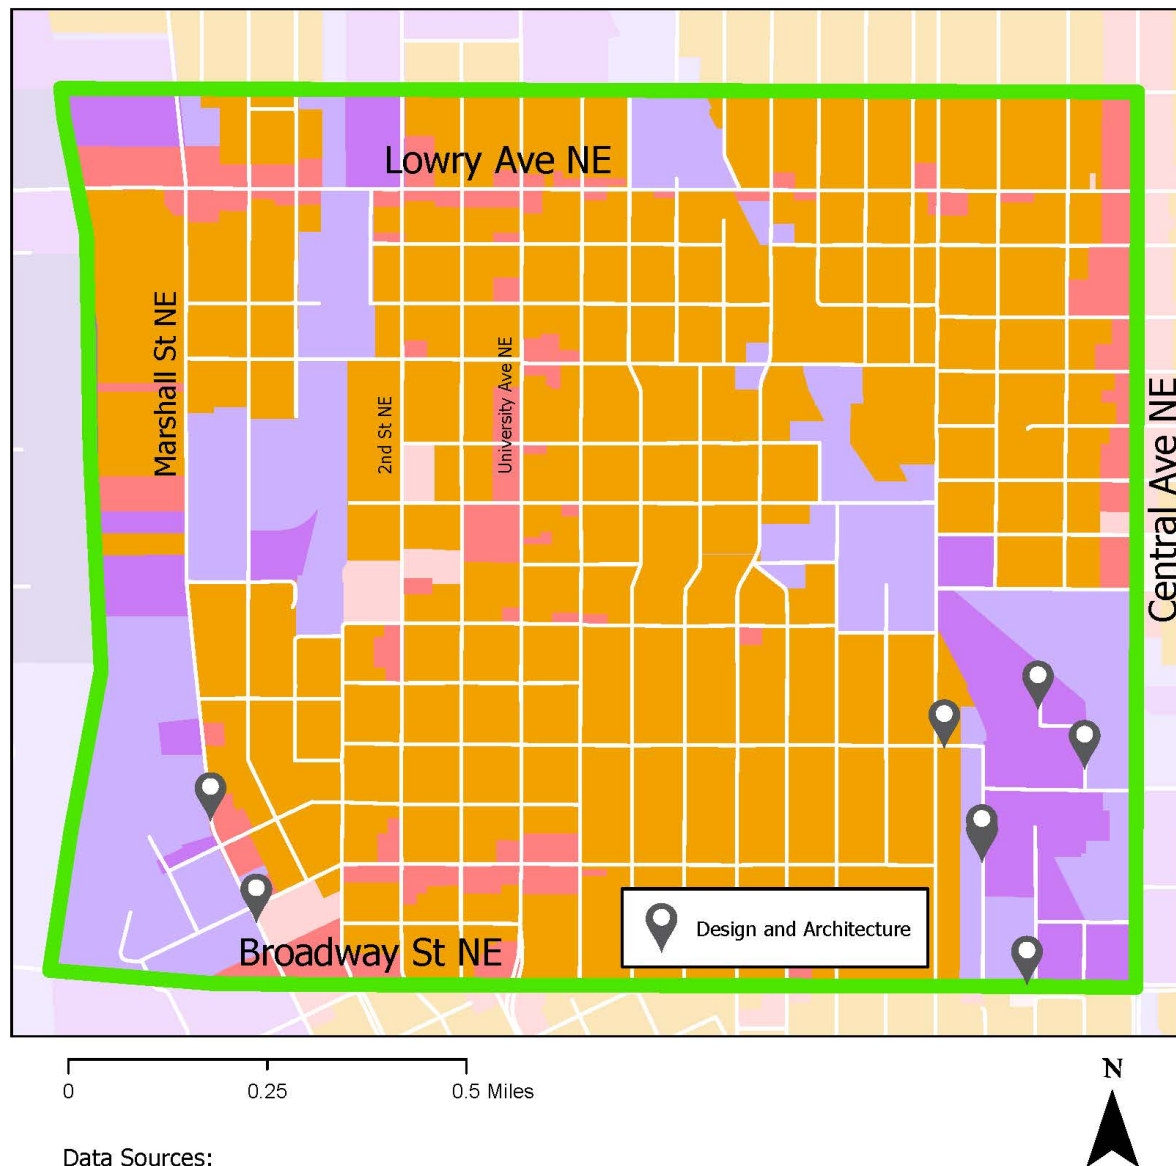 Lowry Ave NE
Marshall St NE
2nd St NE
University Ave NE
Central Ave NE
Design and Architecture
Broadway St NE
0
0.25
0.5 Miles
N
Data Sources: